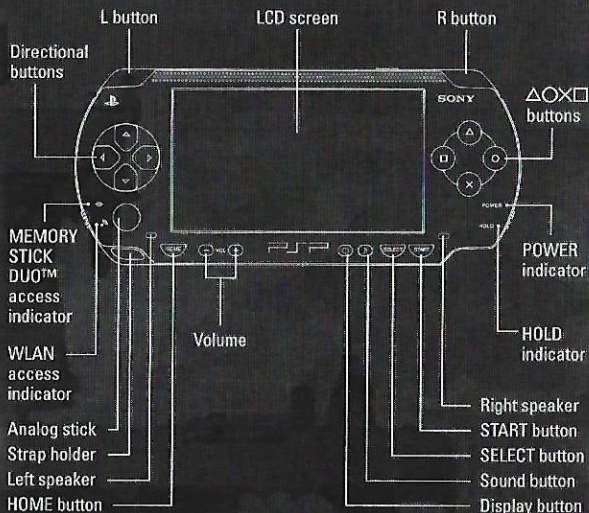 L button
LCD screen
R button
Directional
buttons
SONY
△○✕□
buttons
POWER
HOLD
HOME
VOL
SELECT
START
MEMORY
STICK
DUO™
access
indicator
POWER
indicator
WLAN
access
indicator
Volume
HOLD
indicator
Analog stick
Strap holder
Left speaker
HOME button
Right speaker
START button
SELECT button
Sound button
Display button